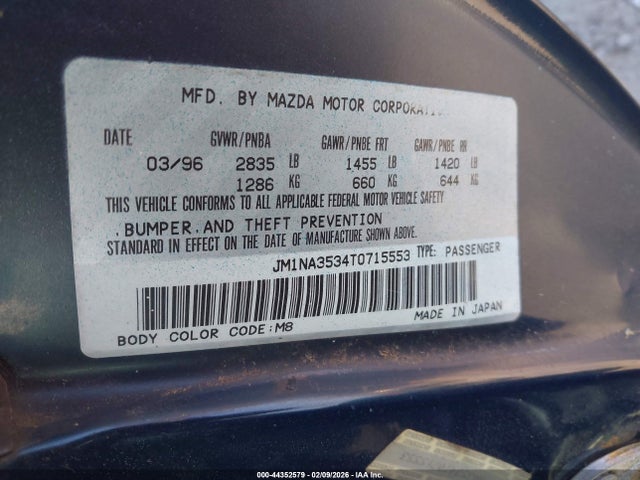 MFD. BY MAZDA MOTOR CORPORATION
DATE GVWR/PNBA GAWR/PNBE FRT GAWR/PNBE RR
03/96 2835 LB 1455 LB 1420 LB
1286 KG 660 KG 644 KG
THIS VEHICLE CONFORMS TO ALL APPLICABLE FEDERAL MOTOR VEHICLE SAFETY
.BUMPER.AND THEFT PREVENTION
STANDARD IN EFFECT ON THE DATE OF MANUFACTURE SHOWN ABOVE.
JM1NA3534T0715553 TYPE: PASSENGER
BODY COLOR CODE:M8 MADE IN JAPAN
000-44352579 - 02/09/2026 - IAA Inc.